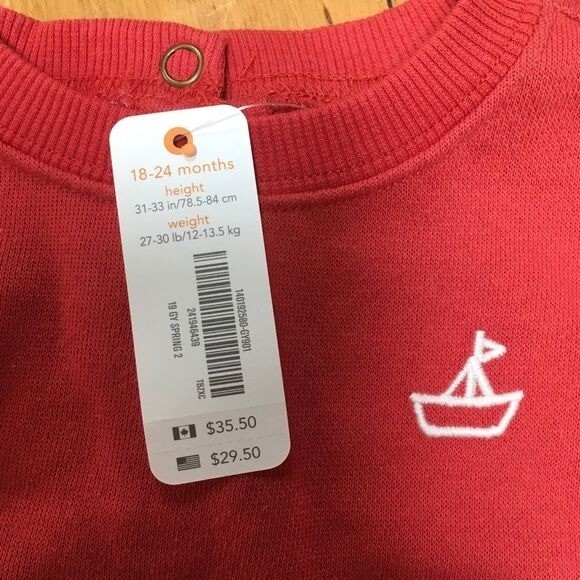 18-24 months
height
31-33 in/78.5-84 cm
weight
27-30 lb/12-13.5 kg
140192580-GY901
241946439
19 GY SPRING 2
TBZXC
$35.50
$29.50